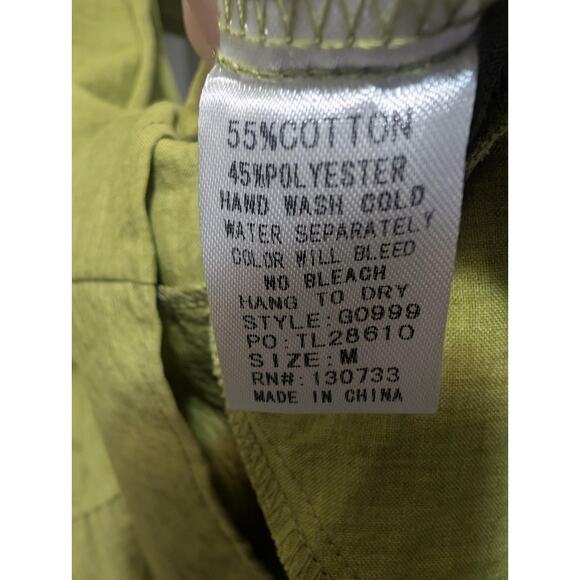 55%COTTON
45%POLYESTER
HAND WASH COLD
WATER SEPARATELY
COLOR WILL BLEED
NO BLEACH
HANG TO DRY
STYLE:G0999
PO:TL28610
SIZE:M
RN#:130733
MADE IN CHINA